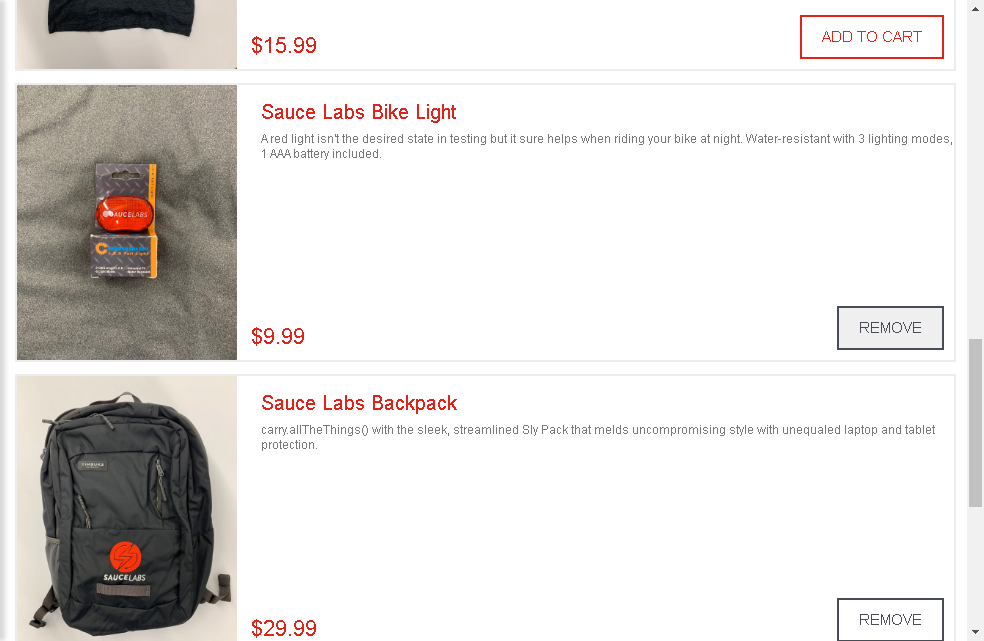 $15.99
ADD TO CART
Sauce Labs Bike Light
A red light isn't the desired state in testing but it sure helps when riding your bike at night. Water-resistant with 3 lighting modes,
1 AAA battery included.
SAUCELABS
$9.99
REMOVE
Sauce Labs Backpack
carry.allTheThings() with the sleek, streamlined Sly Pack that melds uncompromising style with unequaled laptop and tablet
protection.
TIMBUK2
SAUCELABS
$29.99
REMOVE